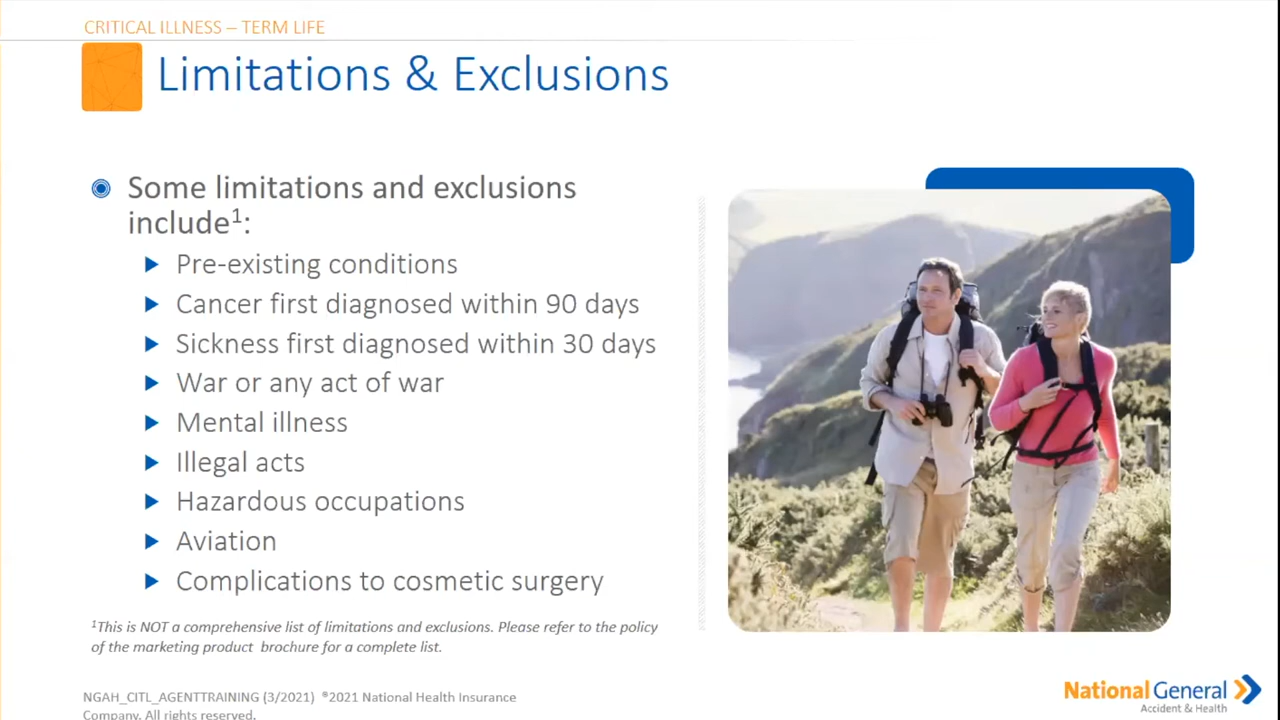 CRITICAL ILLNESS – TERM LIFE
Limitations & Exclusions
Some limitations and exclusions
include¹:
Pre-existing conditions
Cancer first diagnosed within 90 days
Sickness first diagnosed within 30 days
War or any act of war
Mental illness
Illegal acts
Hazardous occupations
Aviation
Complications to cosmetic surgery
¹This is NOT a comprehensive list of limitations and exclusions. Please refer to the policy
of the marketing product brochure for a complete list.
NGAH_CITL_AGENTTRAINING (3/2021) ®2021 National Health Insurance
Company. All rights reserved.
National General
Accident & Health